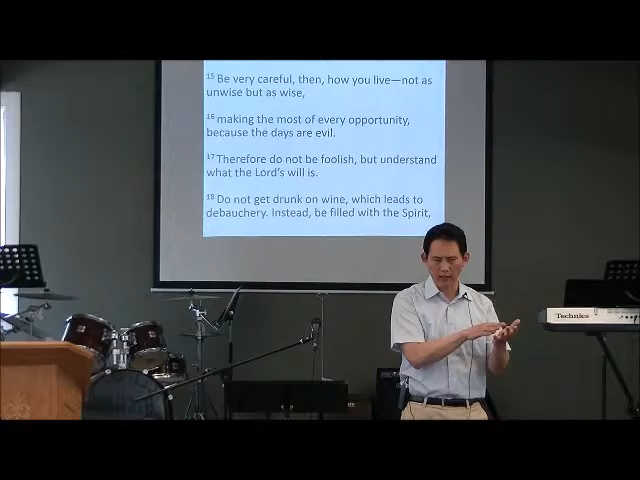 15 Be very careful, then, how you live—not as
unwise but as wise,
16 making the most of every opportunity,
because the days are evil.
17 Therefore do not be foolish, but understand
what the Lord's will is.
18 Do not get drunk on wine, which leads to
debauchery. Instead, be filled with the Spirit,
Technics